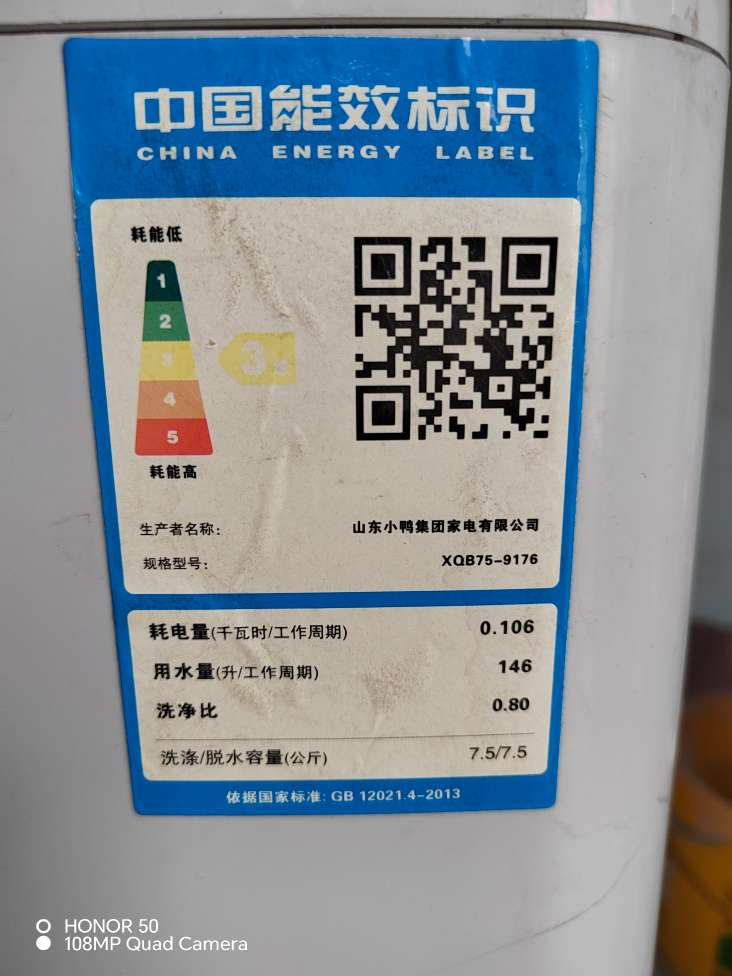 中国能效标识
CHINA ENERGY LABEL
耗能低
1
2
3
4
5
3级
耗能高
生产者名称: 山东小鸭集团家电有限公司
规格型号: XQB75-9176
耗电量(千瓦时/工作周期) 0.106
用水量(升/工作周期) 146
洗净比 0.80
洗涤/脱水容量(公斤) 7.5/7.5
依据国家标准: GB 12021.4-2013
HONOR 50
108MP Quad Camera